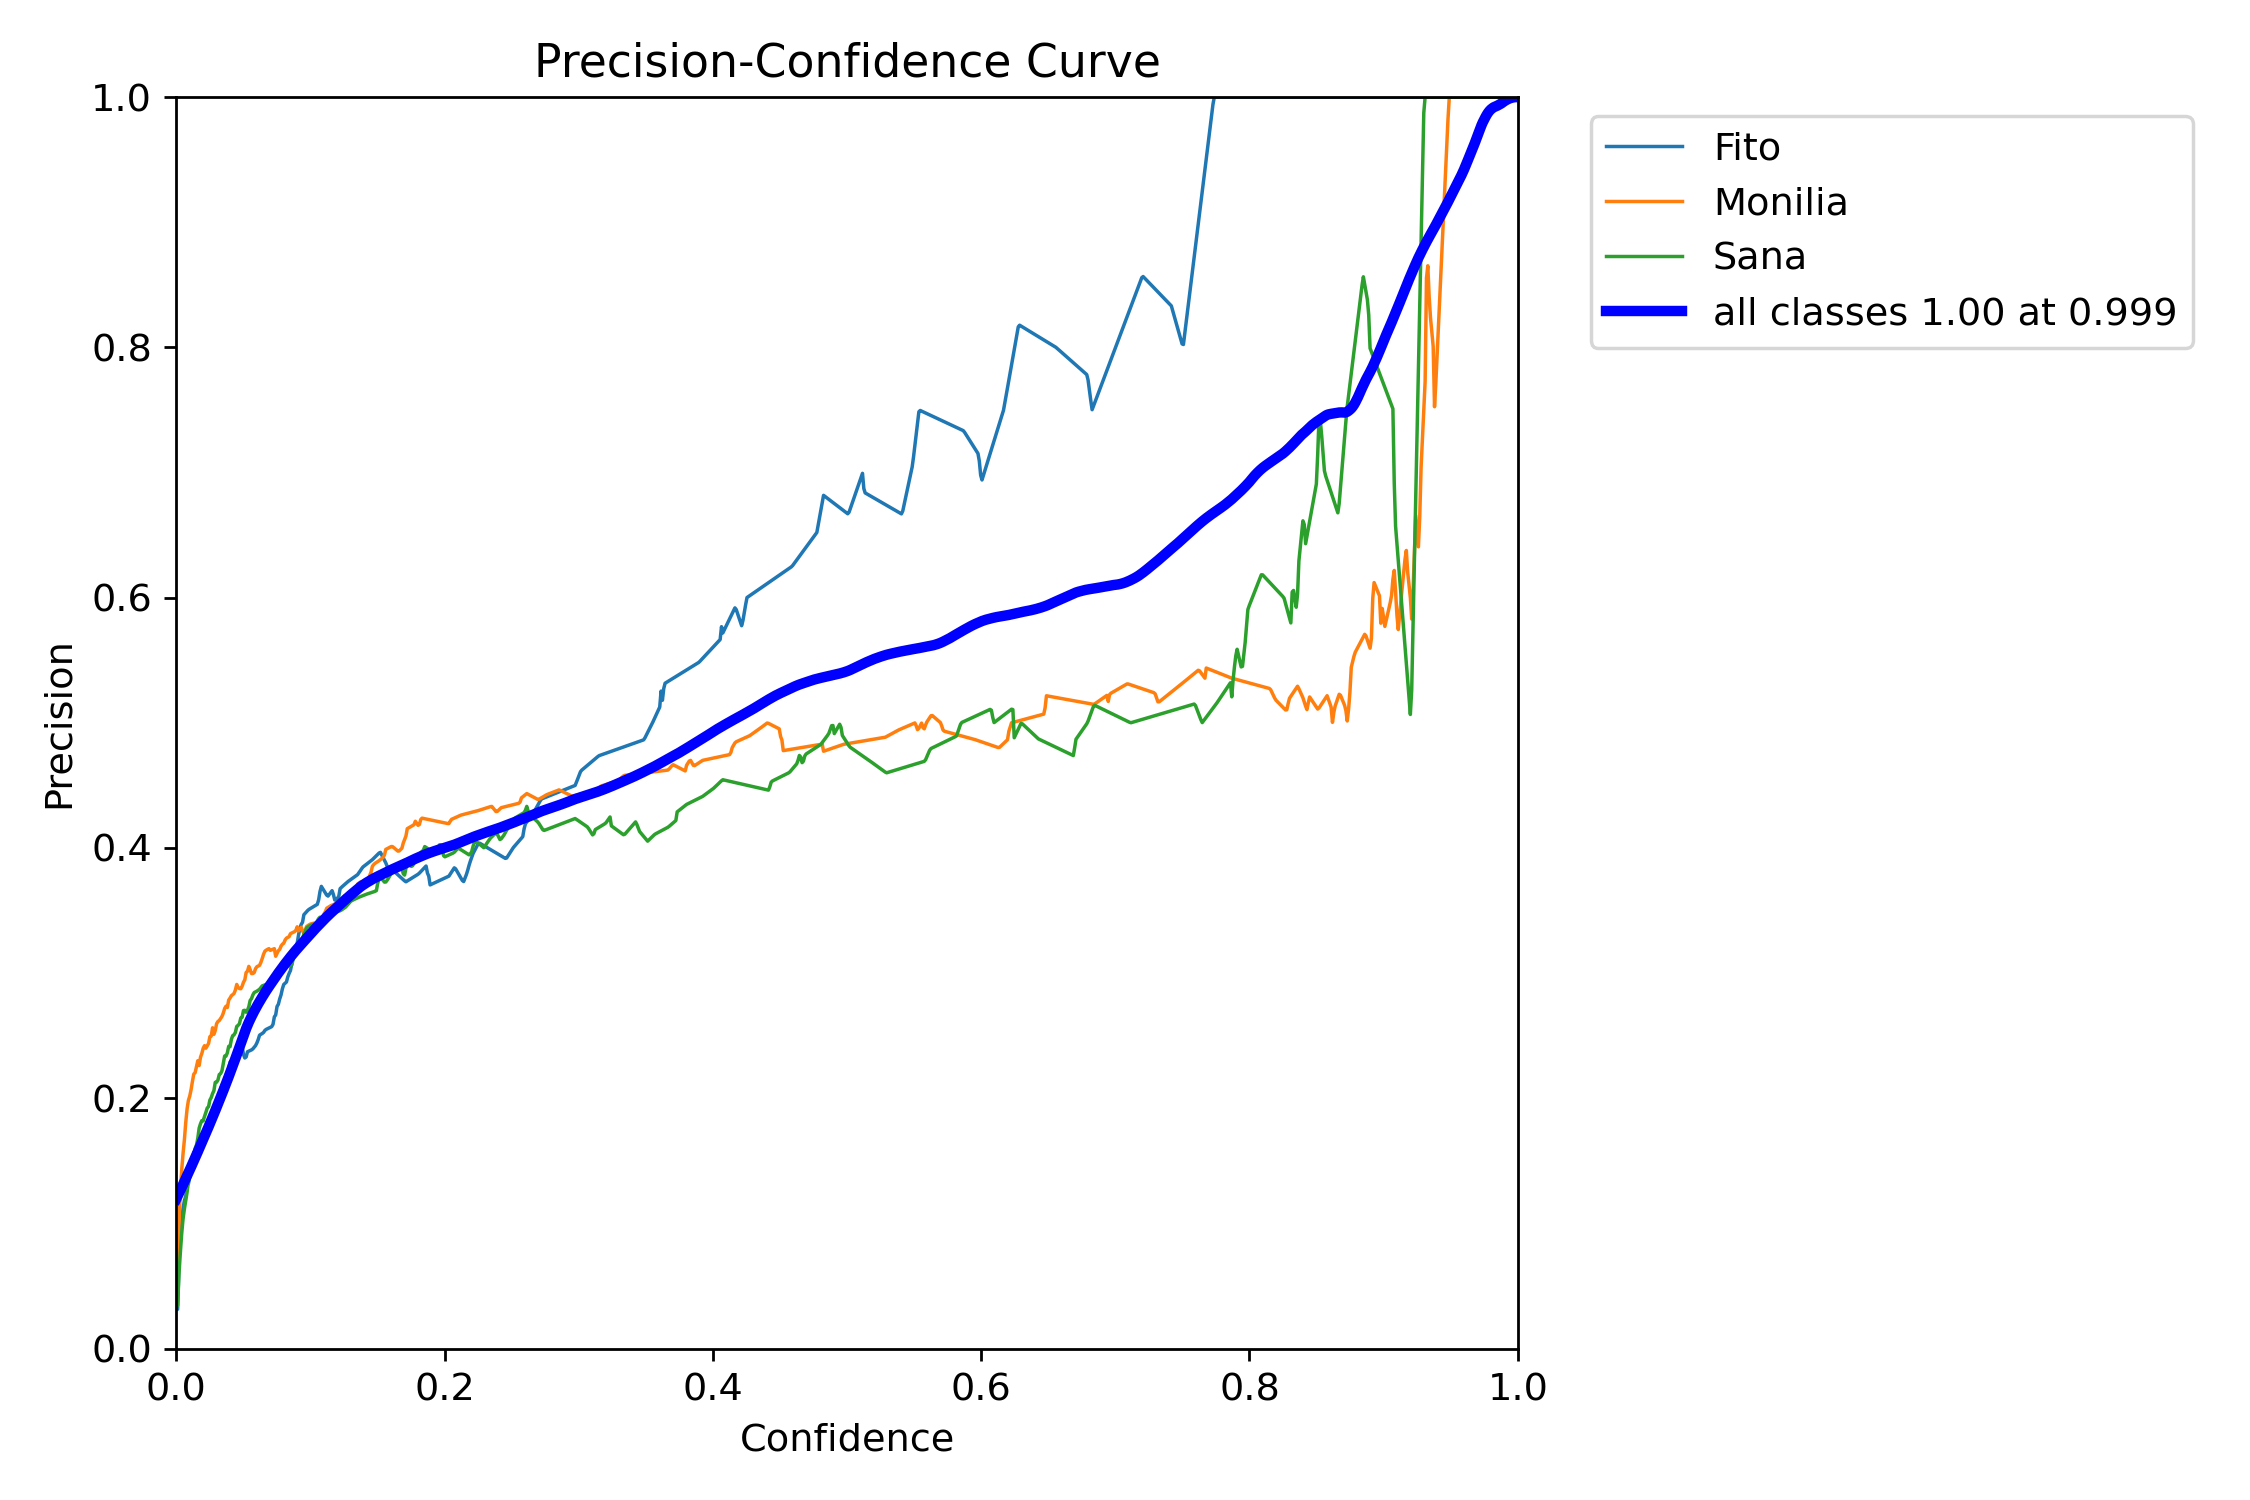 Precision-Confidence Curve
1.0
0.8
0.6
0.4
0.2
0.0
Precision
0.0 0.2 0.4 0.6 0.8 1.0
Confidence
Fito
Monilia
Sana
all classes 1.00 at 0.999